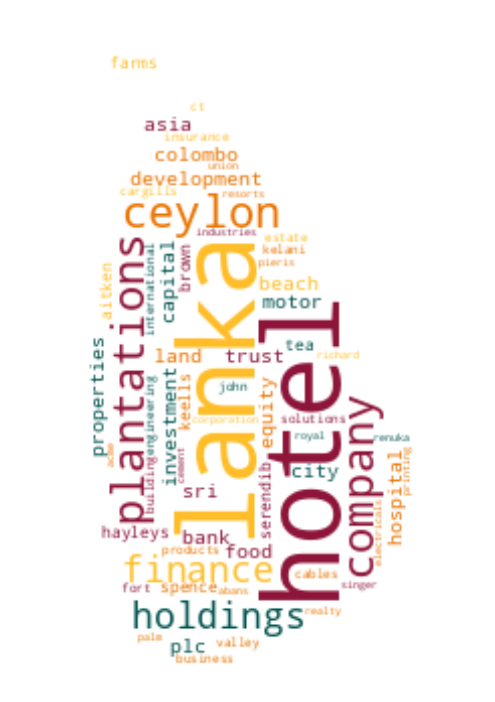 farms
ct
asia
insurance
colombo
union
development
cargills
resorts
ceylon
industries
estate
kelani
pieris
plantations
international
capital
brown
lanka
aitken
beach
motor
hotel
tea
properties
land
trust
richard
john
investment
keells
equity
engineering
building
corporation
solutions
company
royal
renuka
acme
cement
city
serendib
sri
hospital
printing
electricals
hayleys
bank
products
food
finance
cables
singer
fort
spence
abans
holdings
realty
palm
plc
valley
business